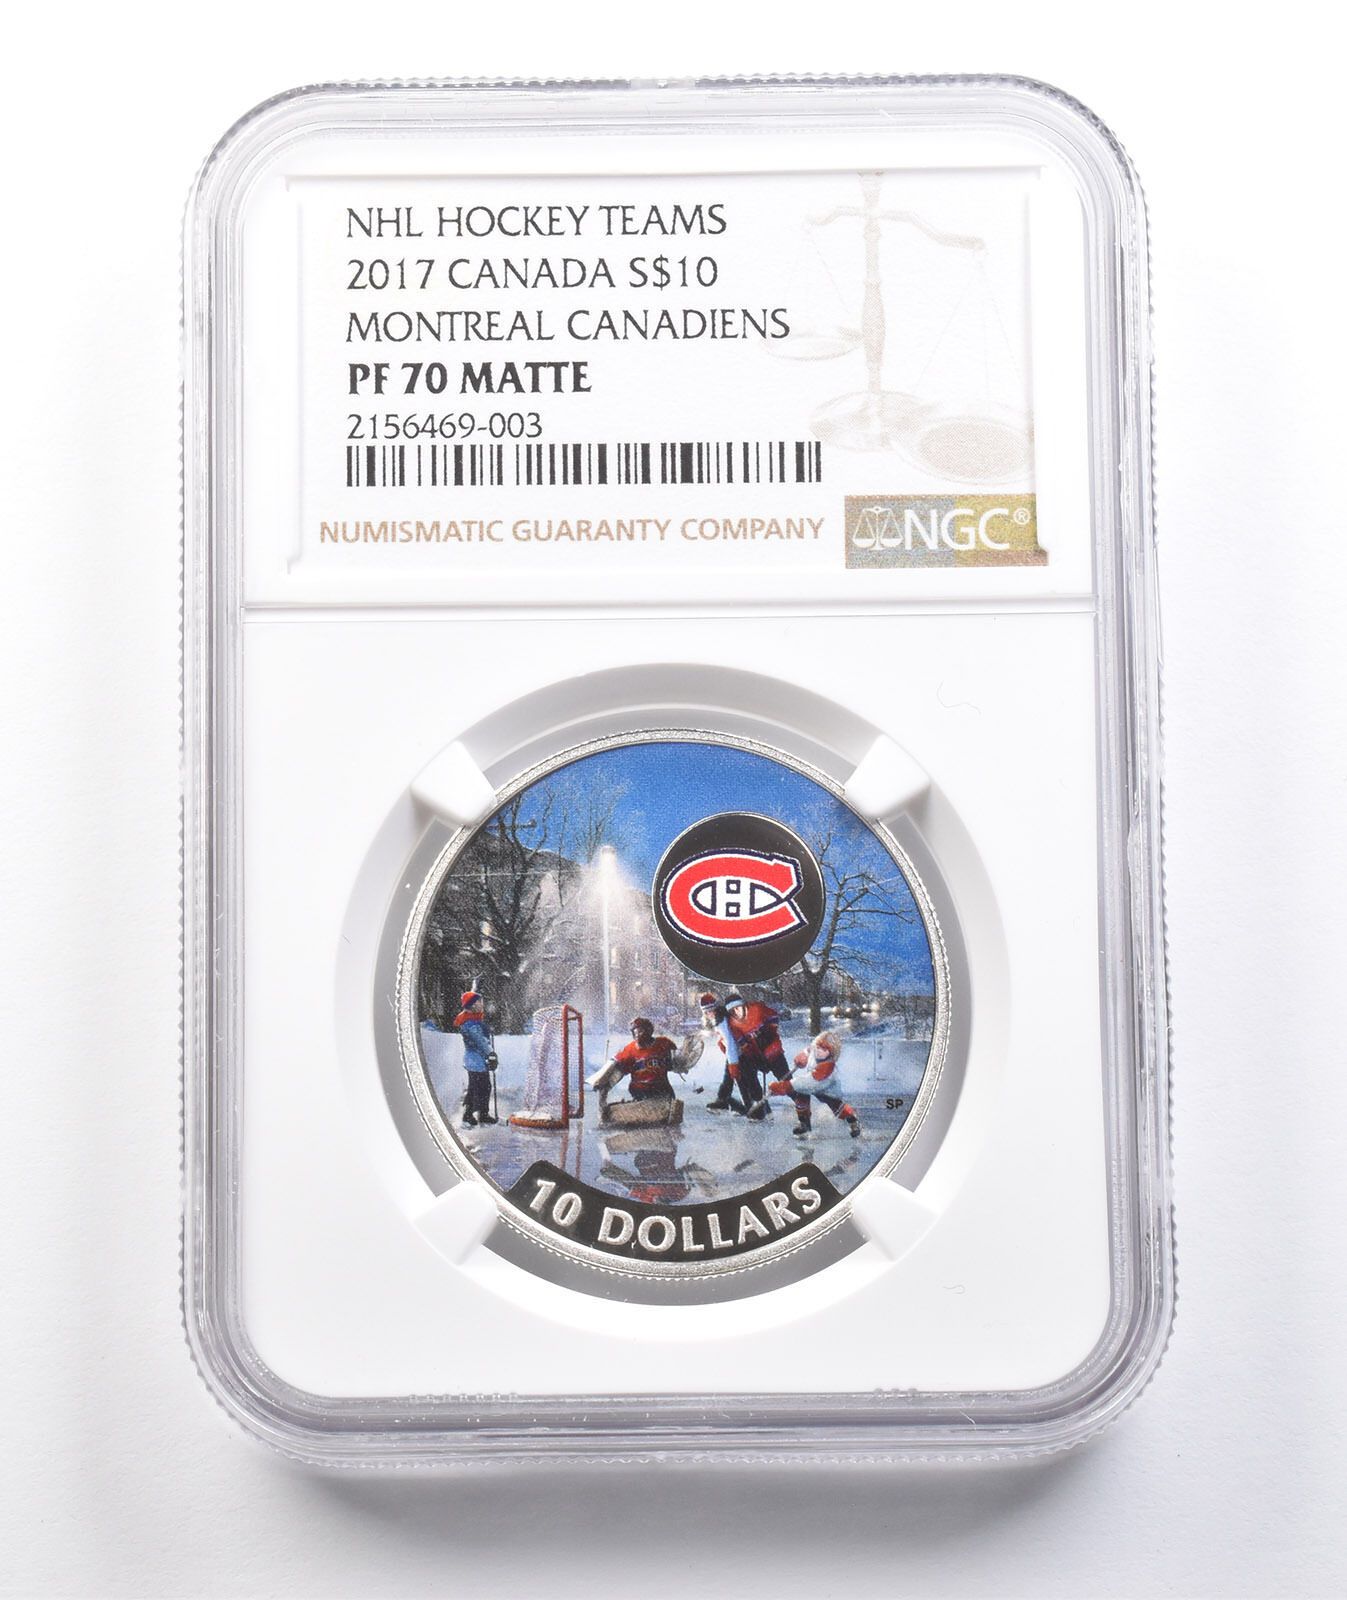 NHL HOCKEY TEAMS
2017 CANADA S$10
MONTREAL CANADIENS
PF 70 MATTE
2156469-003
NUMISMATIC GUARANTY COMPANY
NGC®
CH
SP
10 DOLLARS